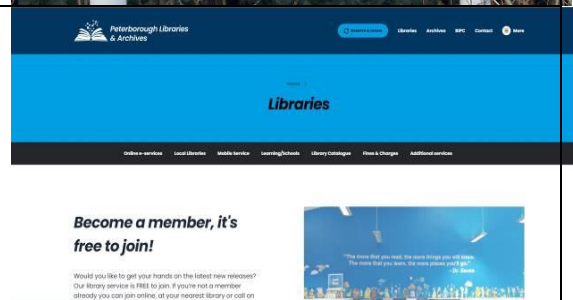 Peterborough Libraries
& Archives
Libraries Archives BIPC Contact More
Home
Libraries
Online e-services Local Libraries Mobile Service Learning/Schools Library Catalogue Fines & Charges Additional services
Become a member, it's
free to join!
"The more that you read, the more things you will know.
The more that you learn, the more places you'll go."
- Dr. Seuss
Would you like to get your hands on the latest new releases?
Our library service is FREE to join. If you're not a member
already you can join online, at your nearest library or call on